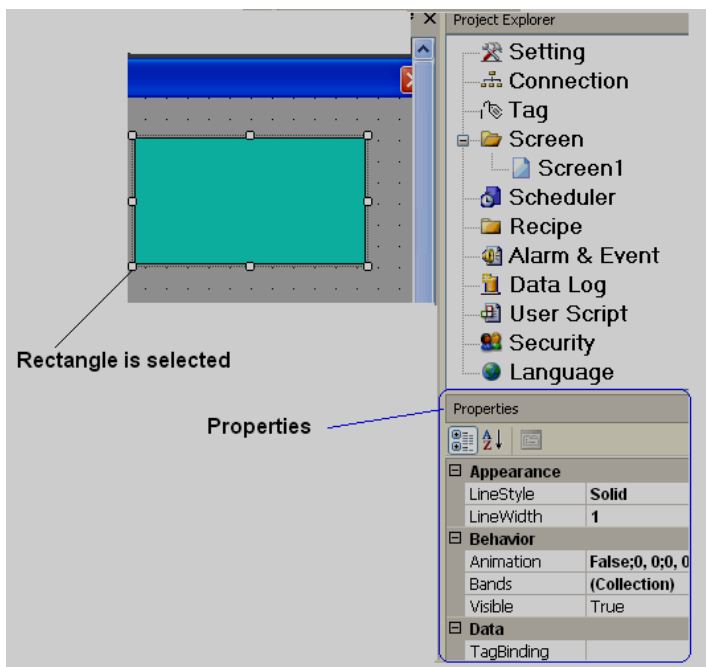 Project Explorer
Setting
Connection
Tag
Screen
Screen1
Scheduler
Recipe
Alarm & Event
Data Log
User Script
Security
Language
Rectangle is selected
Properties
Properties
Appearance
LineStyle Solid
LineWidth 1
Behavior
Animation False;0, 0;0, 0
Bands (Collection)
Visible True
Data
TagBinding